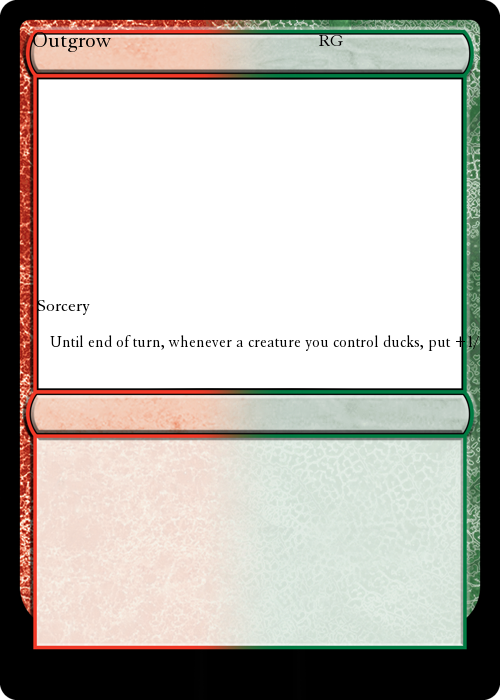 Outgrow RG
Sorcery
Until end of turn, whenever a creature you control ducks, put +1/